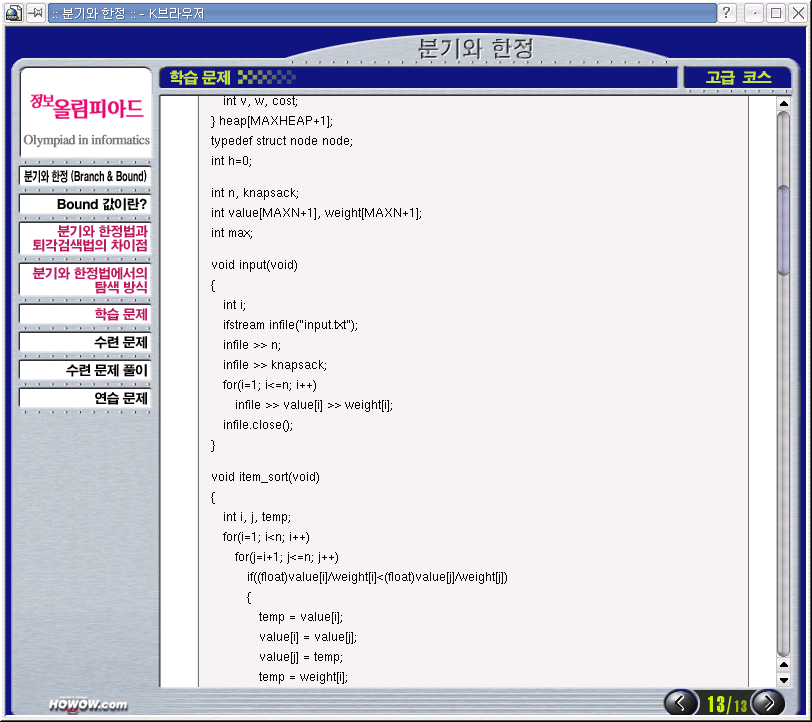 :: 분기와 한정 :: - K브라우저
분기와 한정
학습 문제
고급 코스
정보올림피아드
Olympiad in informatics
분기와 한정 (Branch & Bound)
Bound 값이란?
분기와 한정법과
퇴각검색법의 차이점
분기와 한정법에서의
탐색 방식
학습 문제
수련 문제
수련 문제 풀이
연습 문제
int v, w, cost;
} heap[MAXHEAP+1];
typedef struct node node;
int h=0;
int n, knapsack;
int value[MAXN+1], weight[MAXN+1];
int max;
void input(void)
{
int i;
ifstream infile("input.txt");
infile >> n;
infile >> knapsack;
for(i=1; i<=n; i++)
infile >> value[i] >> weight[i];
infile.close();
}
void item_sort(void)
{
int i, j, temp;
for(i=1; i<n; i++)
for(j=i+1; j<=n; j++)
if((float)value[i]/weight[i]<(float)value[j]/weight[j])
{
temp = value[i];
value[i] = value[j];
value[j] = temp;
temp = weight[i];
HOWOW.com
13/13